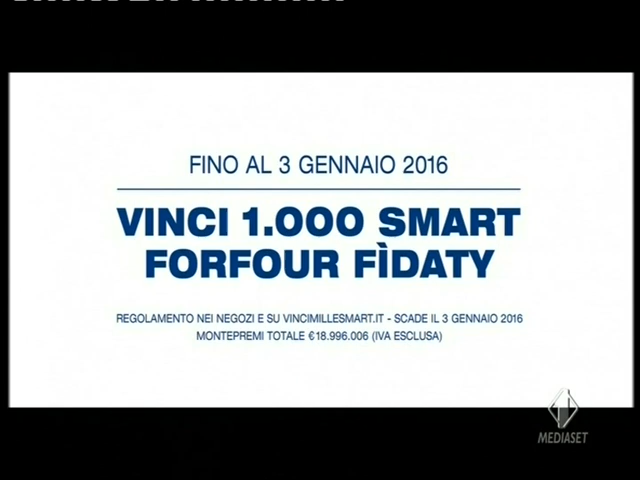 FINO AL 3 GENNAIO 2016
VINCI 1.000 SMART
FORFOUR FÌDATY
REGOLAMENTO NEI NEGOZI E SU VINCIMILLESMART.IT - SCADE IL 3 GENNAIO 2016
MONTEPREMI TOTALE €18.996.006 (IVA ESCLUSA)
MEDIASET